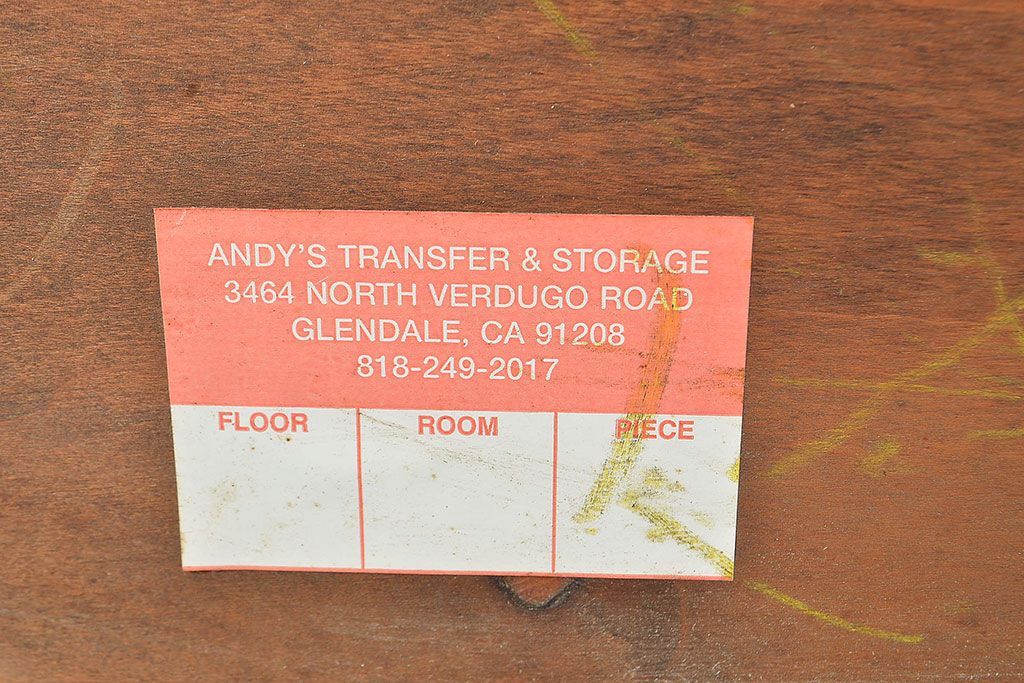 ANDY'S TRANSFER & STORAGE
3464 NORTH VERDUGO ROAD
GLENDALE, CA 91208
818-249-2017
FLOOR ROOM PIECE